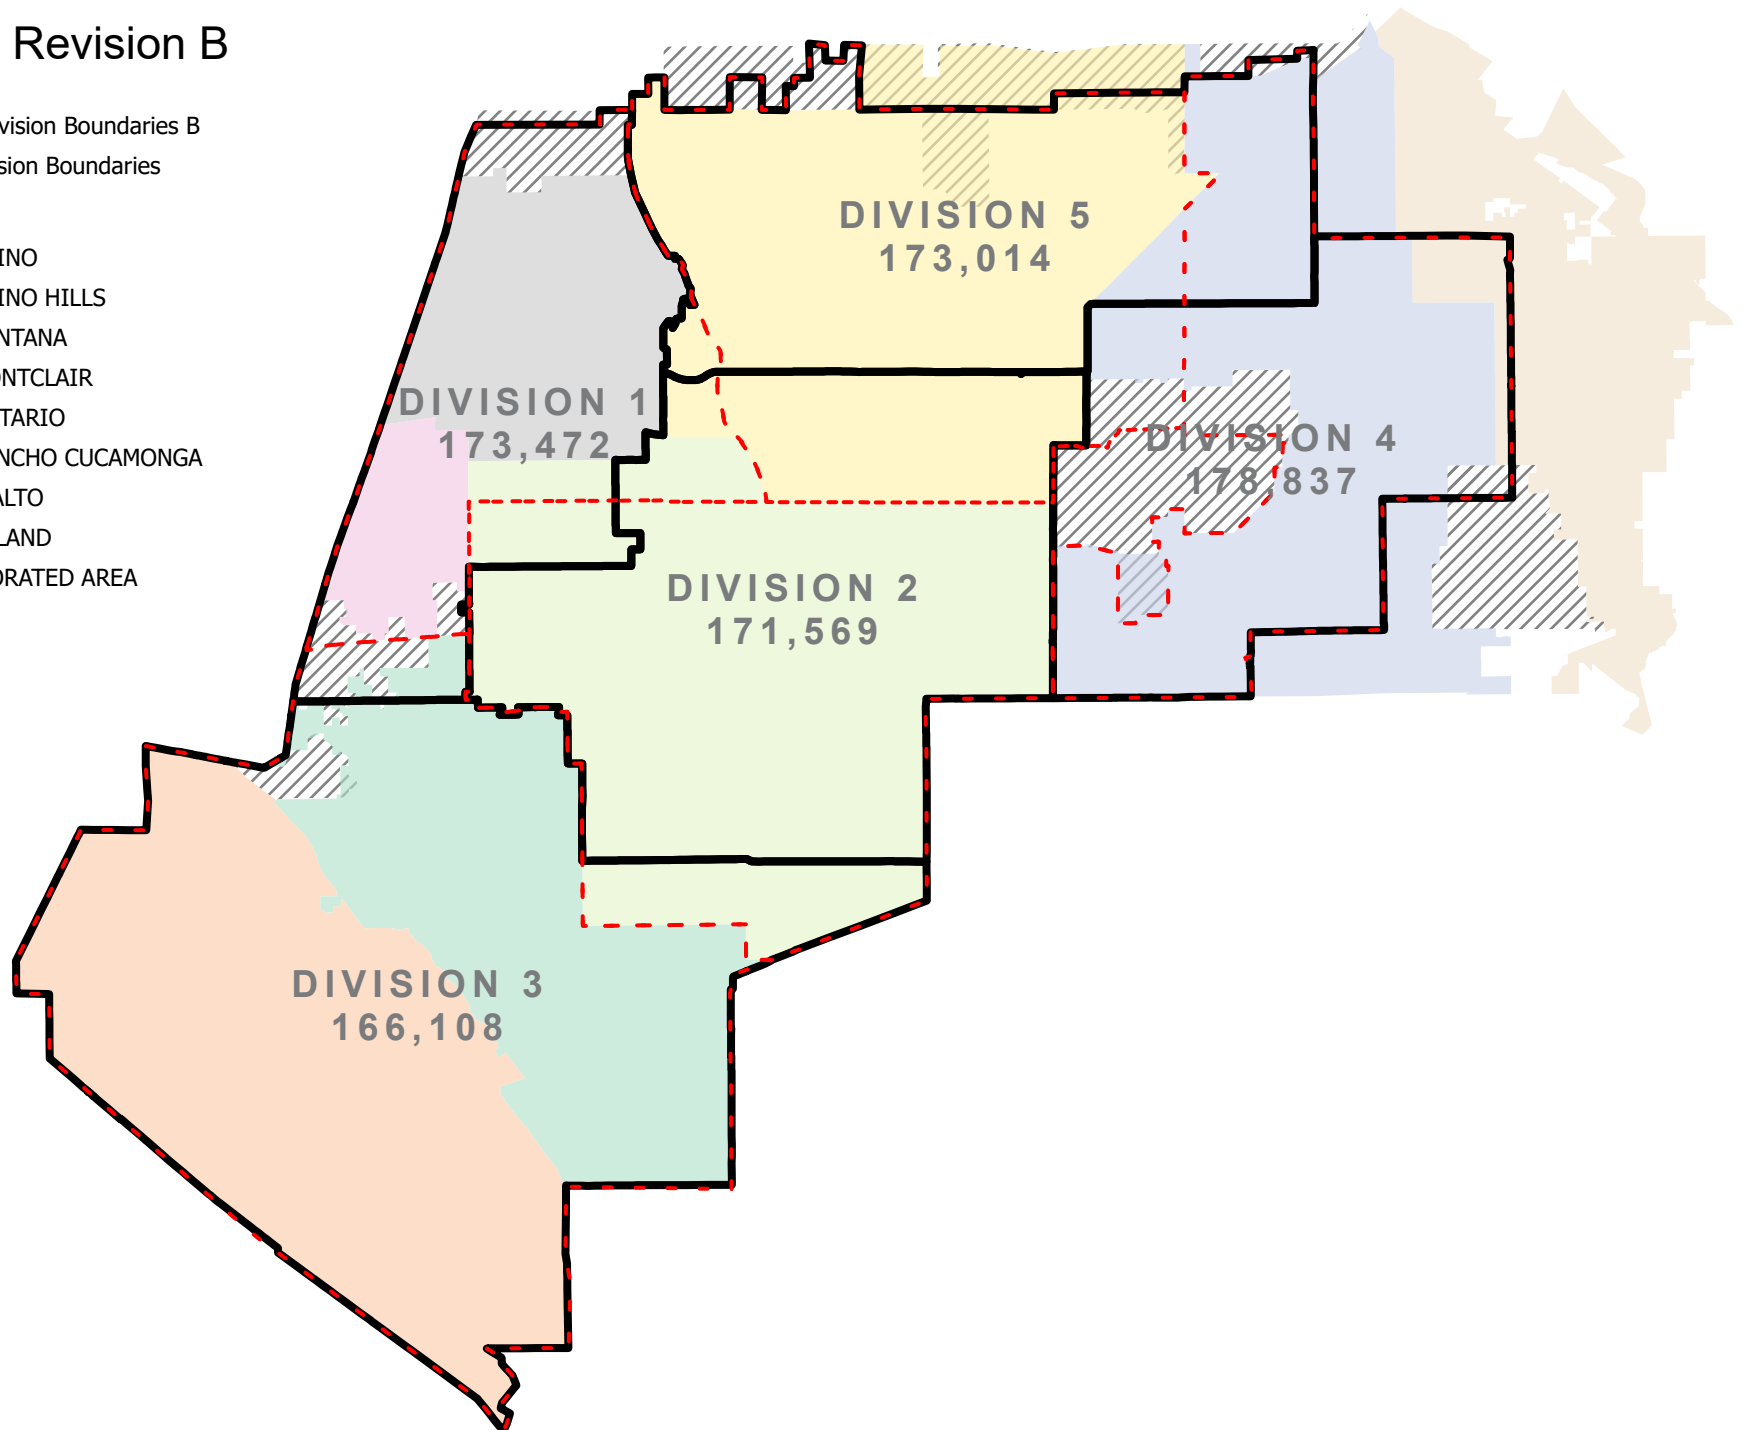 Revision B
vision Boundaries B
sion Boundaries
INO
INO HILLS
NTANA
ONTCLAIR
TARIO
NCHO CUCAMONGA
ALTO
LAND
ORATED AREA
DIVISION 5
173,014
DIVISION 1
173,472
DIVISION 4
178,837
DIVISION 2
171,569
DIVISION 3
166,108